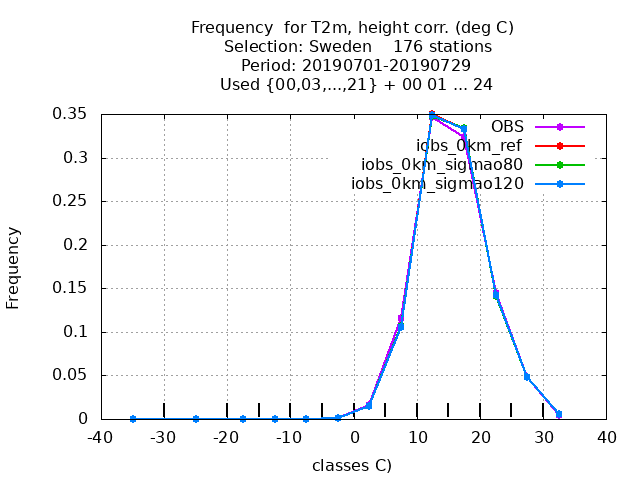 Frequency  for T2m, height corr. (deg C)
Selection: Sweden    176 stations
Period: 20190701-20190729
Used {00,03,...,21} + 00 01 ... 24
OBS
iobs_0km_ref
iobs_0km_sigmao80
iobs_0km_sigmao120
Frequency
0.35
0.3
0.25
0.2
0.15
0.1
0.05
0
-40 -30 -20 -10 0 10 20 30 40
classes C)